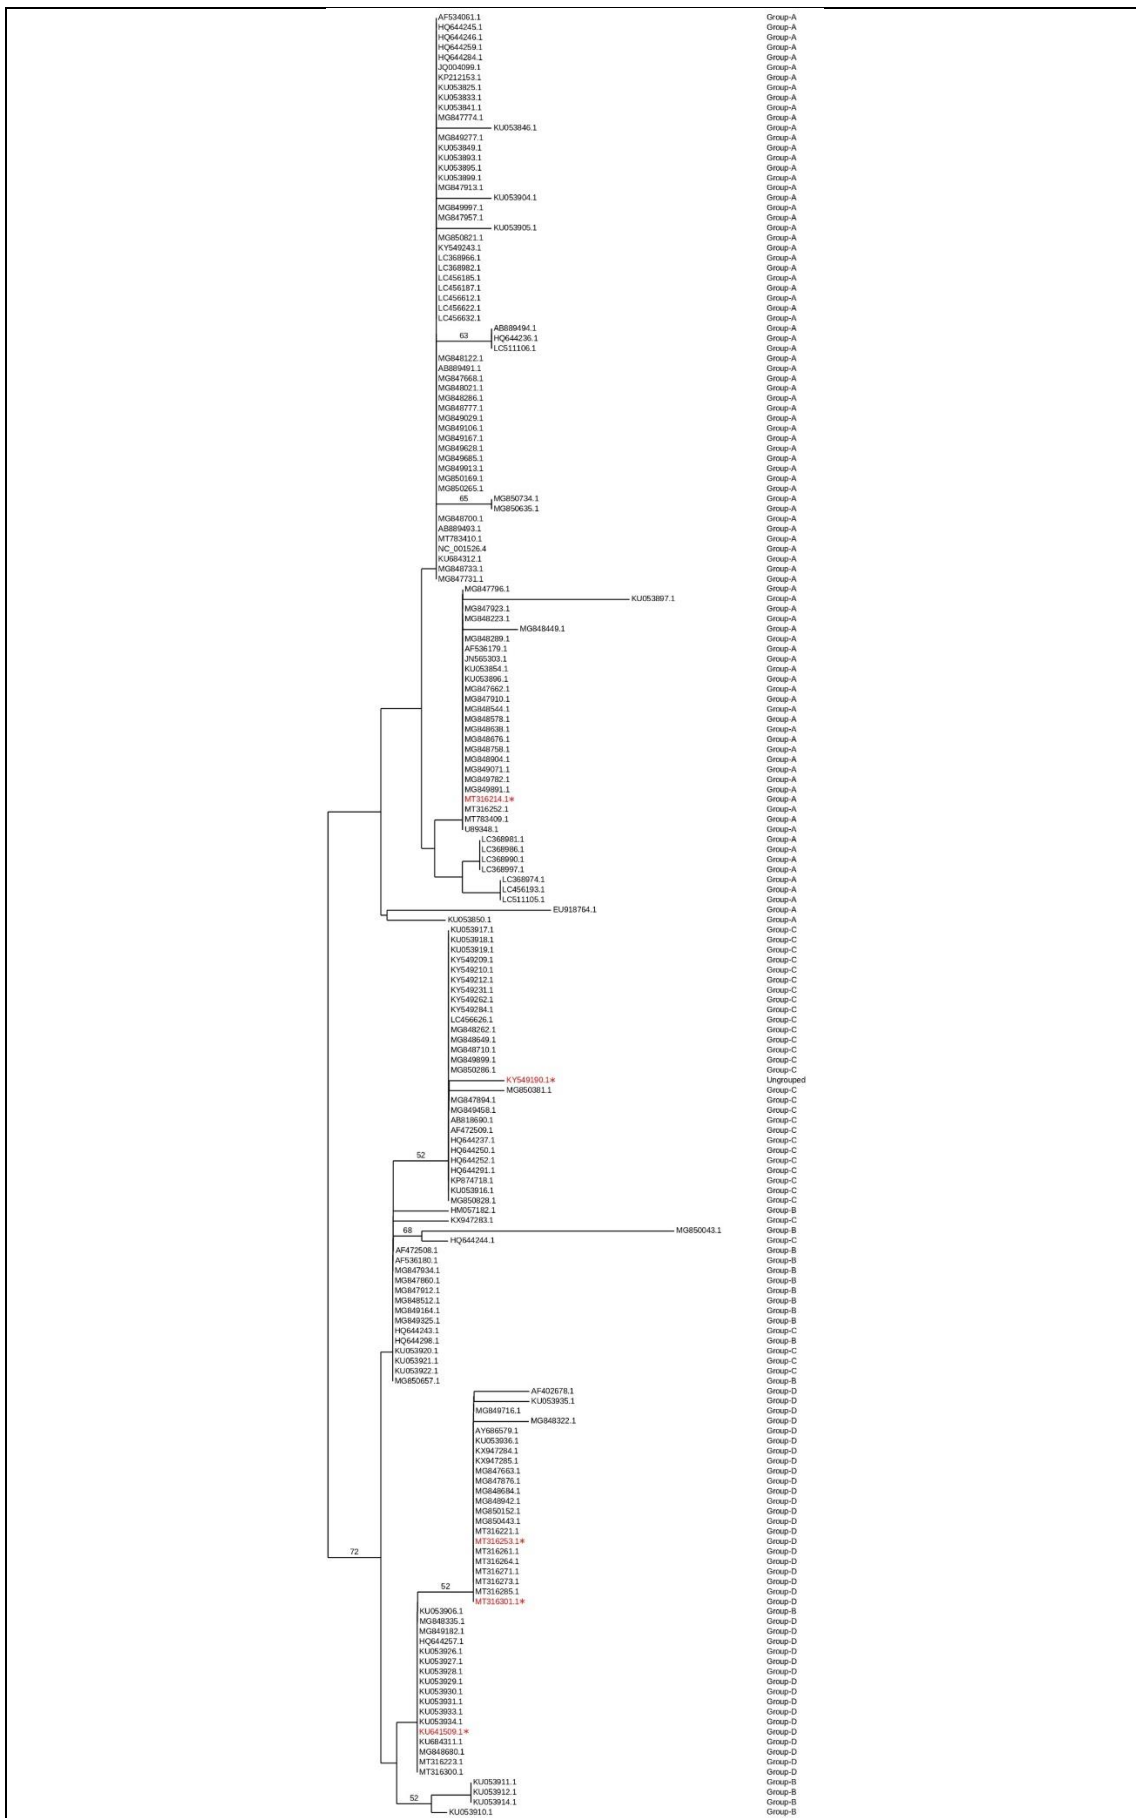 AF534061.1 Group-A
HQ644245.1 Group-A
HQ644246.1 Group-A
HQ644259.1 Group-A
HQ644284.1 Group-A
JQ004099.1 Group-A
KP212153.1 Group-A
KU053825.1 Group-A
KU053833.1 Group-A
KU053841.1 Group-A
MG847774.1 Group-A
KU053846.1 Group-A
MG849277.1 Group-A
KU053849.1 Group-A
KU053893.1 Group-A
KU053895.1 Group-A
KU053899.1 Group-A
MG847913.1 Group-A
KU053904.1 Group-A
MG849997.1 Group-A
MG847957.1 Group-A
KU053905.1 Group-A
MG850821.1 Group-A
KY549243.1 Group-A
LC368966.1 Group-A
LC368982.1 Group-A
LC456185.1 Group-A
LC456187.1 Group-A
LC456612.1 Group-A
LC456622.1 Group-A
LC456632.1 Group-A
AB889494.1 Group-A
63 HQ644236.1 Group-A
LC511106.1 Group-A
MG848122.1 Group-A
AB889491.1 Group-A
MG847668.1 Group-A
MG848021.1 Group-A
MG848286.1 Group-A
MG848777.1 Group-A
MG849029.1 Group-A
MG849106.1 Group-A
MG849167.1 Group-A
MG849628.1 Group-A
MG849685.1 Group-A
MG849913.1 Group-A
MG850169.1 Group-A
MG850265.1 Group-A
65 MG850734.1 Group-A
MG850635.1 Group-A
MG848700.1 Group-A
AB889493.1 Group-A
MT783410.1 Group-A
NC_001526.4 Group-A
KU684312.1 Group-A
MG848733.1 Group-A
MG847731.1 Group-A
MG847796.1 Group-A
KU053897.1 Group-A
MG847923.1 Group-A
MG848223.1 Group-A
MG848449.1 Group-A
MG848289.1 Group-A
AF536179.1 Group-A
JN565303.1 Group-A
KU053854.1 Group-A
KU053896.1 Group-A
MG847662.1 Group-A
MG847910.1 Group-A
MG848544.1 Group-A
MG848578.1 Group-A
MG848638.1 Group-A
MG848676.1 Group-A
MG848758.1 Group-A
MG848904.1 Group-A
MG849071.1 Group-A
MG849782.1 Group-A
MG849891.1 Group-A
MT316214.1* Group-A
MT316252.1 Group-A
MT783409.1 Group-A
U89348.1 Group-A
LC368981.1 Group-A
LC368986.1 Group-A
LC368990.1 Group-A
LC368997.1 Group-A
LC368974.1 Group-A
LC456193.1 Group-A
LC511105.1 Group-A
EU918764.1 Group-A
KU053850.1 Group-A
KU053917.1 Group-C
KU053918.1 Group-C
KU053919.1 Group-C
KY549209.1 Group-C
KY549210.1 Group-C
KY549212.1 Group-C
KY549231.1 Group-C
KY549262.1 Group-C
KY549284.1 Group-C
LC456626.1 Group-C
MG848262.1 Group-C
MG848649.1 Group-C
MG848710.1 Group-C
MG849899.1 Group-C
MG850286.1 Group-C
KY549190.1* Ungrouped
MG850381.1 Group-C
MG847894.1 Group-C
MG849458.1 Group-C
AB818690.1 Group-C
AF472509.1 Group-C
HQ644237.1 Group-C
HQ644250.1 Group-C
52 HQ644252.1 Group-C
HQ644291.1 Group-C
KP874718.1 Group-C
KU053916.1 Group-C
MG850828.1 Group-C
HM057182.1 Group-B
KX947283.1 Group-C
68 MG850043.1 Group-B
HQ644244.1 Group-C
AF472508.1 Group-B
AF536180.1 Group-B
MG847934.1 Group-B
MG847860.1 Group-B
MG847912.1 Group-B
MG848512.1 Group-B
MG849164.1 Group-B
MG849325.1 Group-B
HQ644243.1 Group-C
HQ644298.1 Group-B
KU053920.1 Group-C
KU053921.1 Group-C
KU053922.1 Group-C
MG850657.1 Group-B
AF402678.1 Group-D
KU053935.1 Group-D
MG849716.1 Group-D
MG848322.1 Group-D
AY686579.1 Group-D
KU053936.1 Group-D
KX947284.1 Group-D
KX947285.1 Group-D
MG847663.1 Group-D
MG847876.1 Group-D
MG848684.1 Group-D
MG848942.1 Group-D
MG850152.1 Group-D
MG850443.1 Group-D
MT316221.1 Group-D
MT316253.1* Group-D
72 MT316261.1 Group-D
MT316264.1 Group-D
MT316271.1 Group-D
MT316273.1 Group-D
52 MT316285.1 Group-D
MT316301.1* Group-D
KU053906.1 Group-B
MG848335.1 Group-D
MG849182.1 Group-D
HQ644257.1 Group-D
KU053926.1 Group-D
KU053927.1 Group-D
KU053928.1 Group-D
KU053929.1 Group-D
KU053930.1 Group-D
KU053931.1 Group-D
KU053933.1 Group-D
KU053934.1 Group-D
KU641509.1* Group-D
KU684311.1 Group-D
MG848680.1 Group-D
MT316223.1 Group-D
MT316300.1 Group-D
KU053911.1 Group-B
KU053912.1 Group-B
52 KU053914.1 Group-B
KU053910.1 Group-B